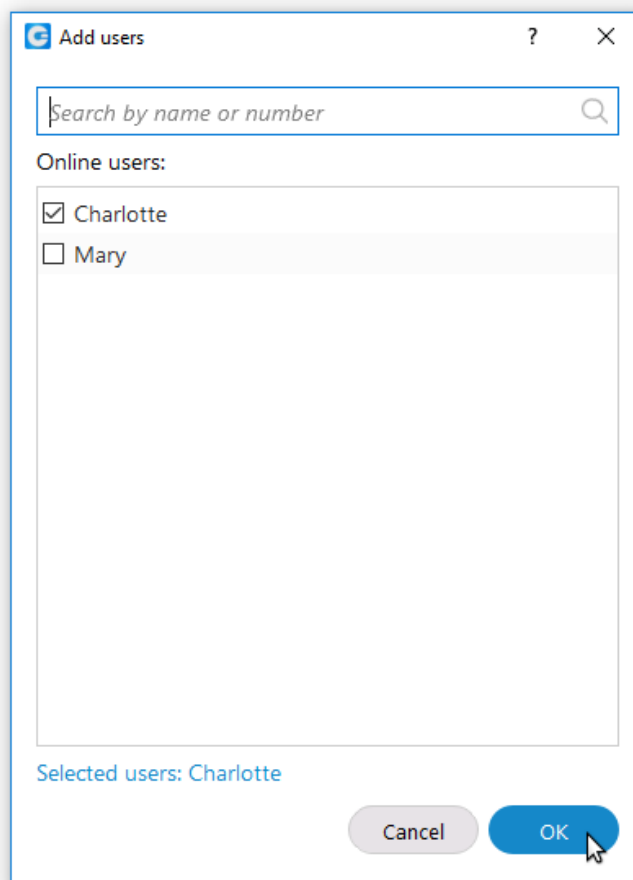 Add users ?
Search by name or number
Online users:
Charlotte
Mary
Selected users: Charlotte
Cancel OK